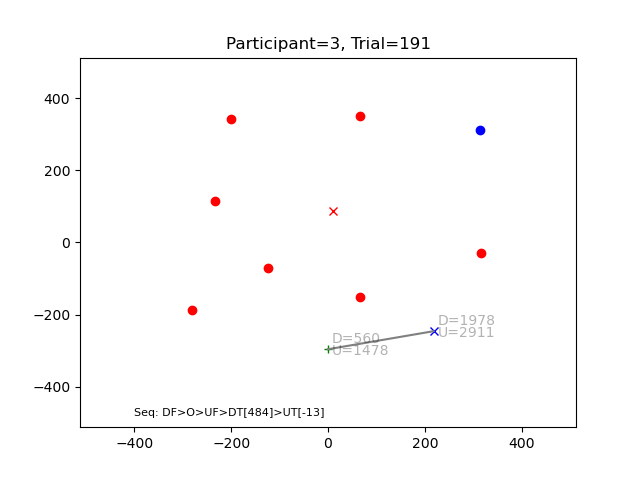 Participant=3, Trial=191
400
200
0
−200
−400
D=1978
U=2911
D=560
U=1478
Seq: DF>O>UF>DT[484]>UT[-13]
−400
−200
0
200
400